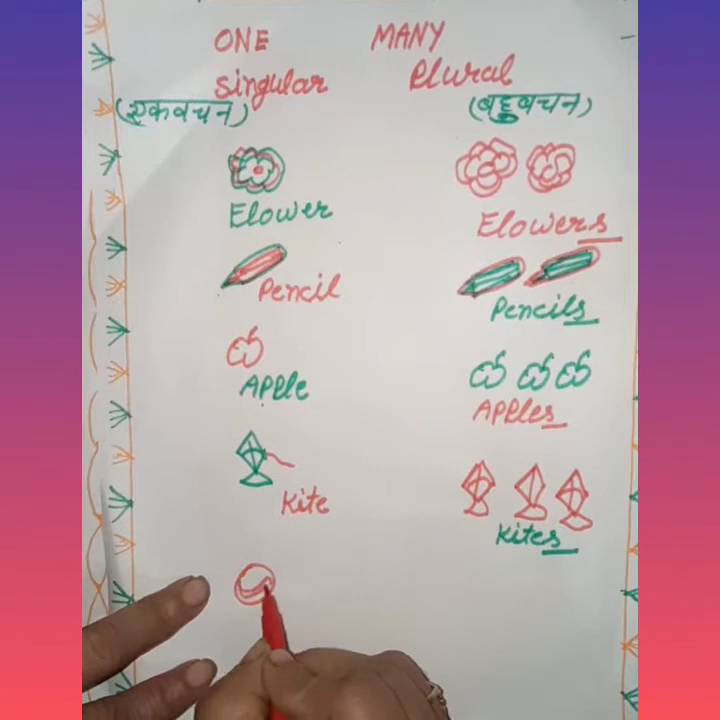 ONE MANY
Singular Plural
(एकवचन) (बहुवचन)
Flower Flowers
Pencil Pencils
Apple Apples
Kite Kites